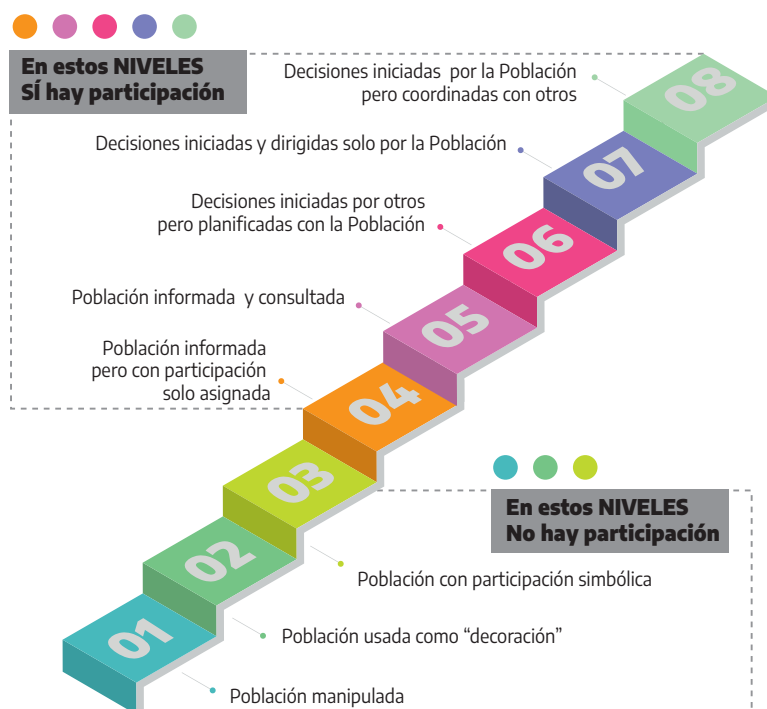 En estos NIVELES
SÍ hay participación
Decisiones iniciadas por la Población
pero coordinadas con otros
08
Decisiones iniciadas y dirigidas solo por la Población
07
Decisiones iniciadas por otros
pero planificadas con la Población
06
Población informada y consultada
05
Población informada
pero con participación
solo asignada
04
En estos NIVELES
No hay participación
03
Población con participación simbólica
02
Población usada como “decoración”
01
Población manipulada